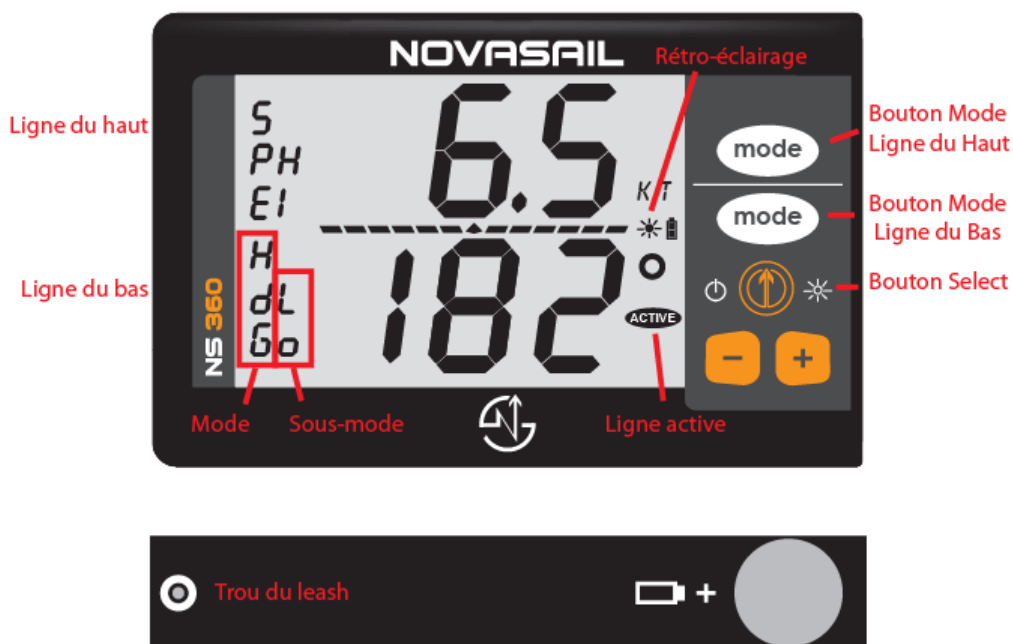 NOVASAIL
Rétro-éclairage
Ligne du haut
S
PH
EI
6.5
KT
mode
Bouton Mode
Ligne du Haut
mode
Bouton Mode
Ligne du Bas
Ligne du bas
H
dL
Go
182
ACTIVE
Bouton Select
NS 360
- +
Mode
Sous-mode
Ligne active
Trou du leash
+